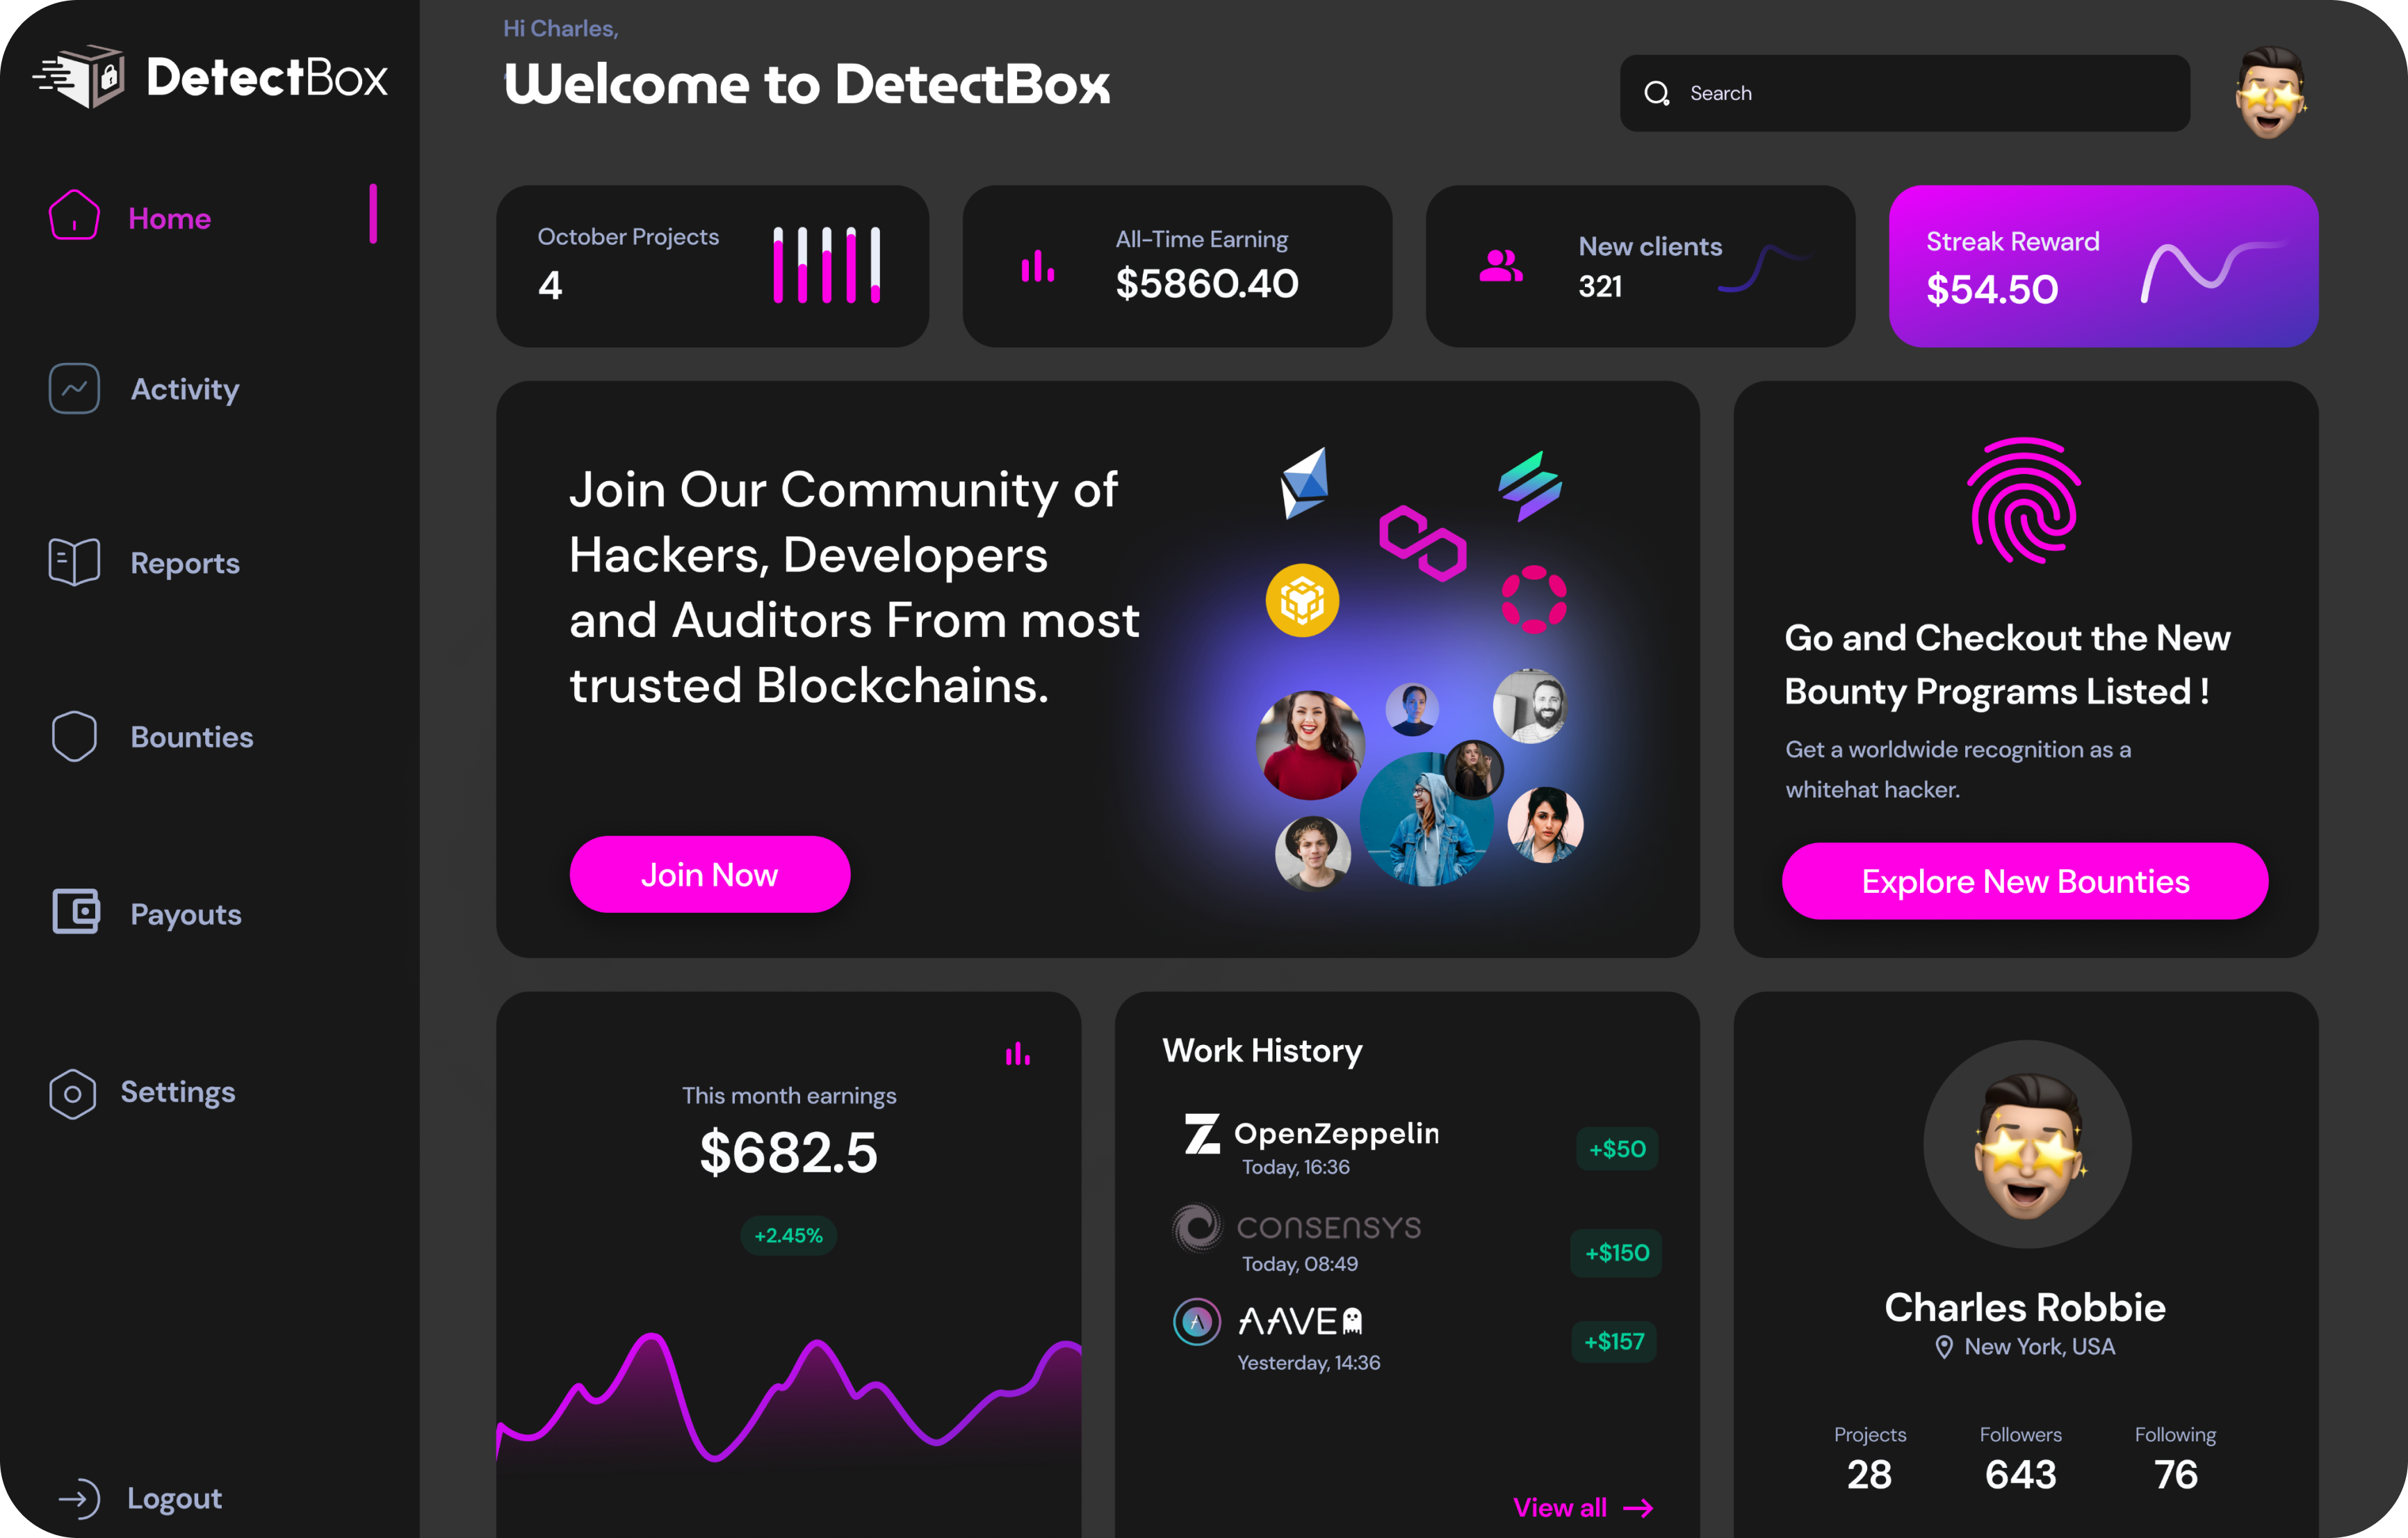 DetectBox
Home
Activity
Reports
Bounties
Payouts
Settings
Logout
Hi Charles,
Welcome to DetectBox
Search
October Projects
4
All-Time Earning
$5860.40
New clients
321
Streak Reward
$54.50
Join Our Community of
Hackers, Developers
and Auditors From most
trusted Blockchains.
Join Now
Go and Checkout the New
Bounty Programs Listed !
Get a worldwide recognition as a
whitehat hacker.
Explore New Bounties
This month earnings
$682.5
+2.45%
Work History
OpenZeppelin
Today, 16:36
+$50
CONSENSYS
Today, 08:49
+$150
AAVE
Yesterday, 14:36
+$157
View all
Charles Robbie
New York, USA
Projects
28
Followers
643
Following
76